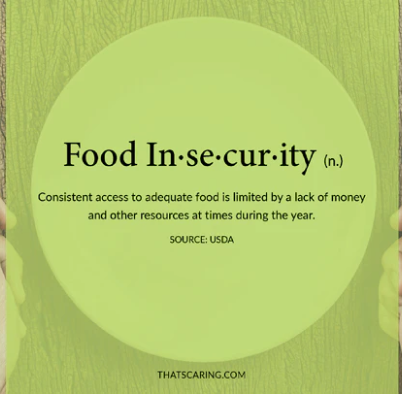 Food In·se·cur·ity (n.)
Consistent access to adequate food is limited by a lack of money
and other resources at times during the year.
SOURCE: USDA
THATSCARING.COM